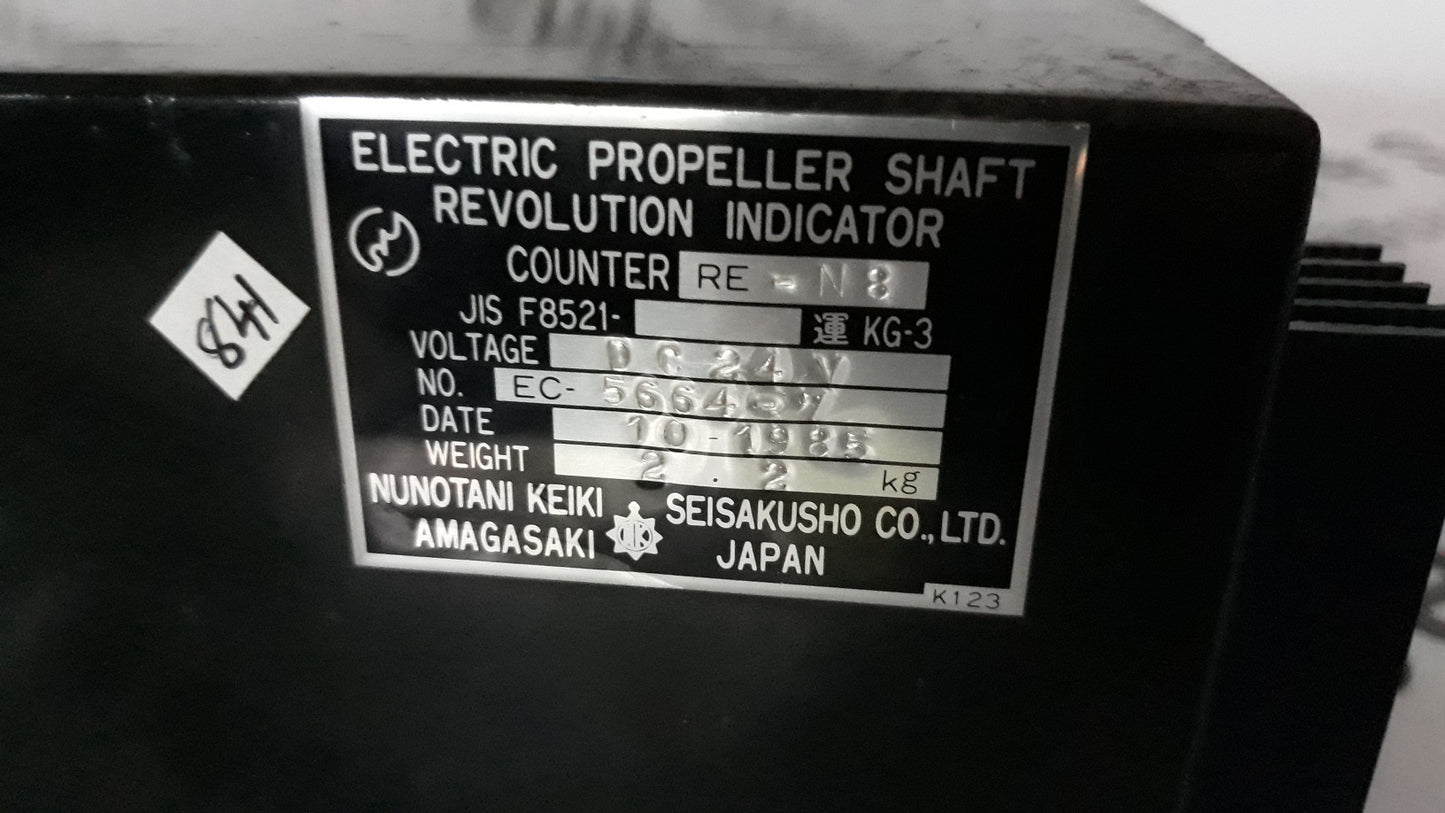 ELECTRIC PROPELLER SHAFT
REVOLUTION INDICATOR
COUNTER RE-N8
JIS F8521- 運 KG-3
VOLTAGE DC24V
NO. EC-
DATE 10-1985
WEIGHT 2.2 kg
NUNOTANI KEIKI SEISAKUSHO CO., LTD.
AMAGASAKI JAPAN
K123